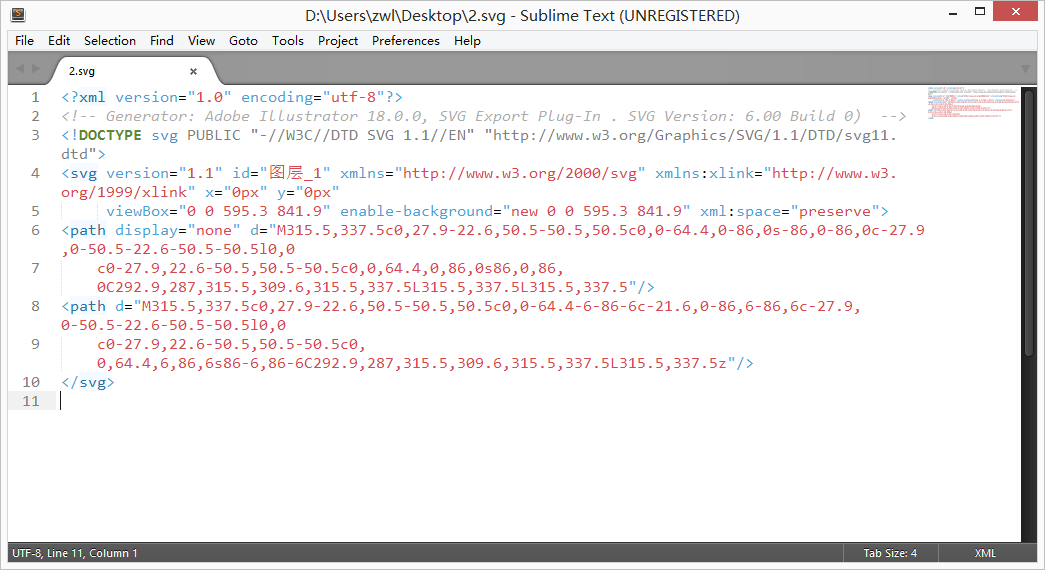 D:\Users\zwl\Desktop\2.svg - Sublime Text (UNREGISTERED)
File Edit Selection Find View Goto Tools Project Preferences Help
2.svg
1 <?xml version="1.0" encoding="utf-8"?>
2 <!-- Generator: Adobe Illustrator 18.0.0, SVG Export Plug-In . SVG Version: 6.00 Build 0)  -->
3 <!DOCTYPE svg PUBLIC "-//W3C//DTD SVG 1.1//EN" "http://www.w3.org/Graphics/SVG/1.1/DTD/svg11.
dtd">
4 <svg version="1.1" id="图层_1" xmlns="http://www.w3.org/2000/svg" xmlns:xlink="http://www.w3.
org/1999/xlink" x="0px" y="0px"
5 viewBox="0 0 595.3 841.9" enable-background="new 0 0 595.3 841.9" xml:space="preserve">
6 <path display="none" d="M315.5,337.5c0,27.9-22.6,50.5-50.5,50.5c0,0-64.4,0-86,0s-86,0-86,0c-27.9
,0-50.5-22.6-50.5-50.5l0,0
7 c0-27.9,22.6-50.5,50.5-50.5c0,0,64.4,0,86,0s86,0,86,
0C292.9,287,315.5,309.6,315.5,337.5L315.5,337.5L315.5,337.5"/>
8 <path d="M315.5,337.5c0,27.9-22.6,50.5-50.5,50.5c0,0-64.4-6-86-6c-21.6,0-86,6-86,6c-27.9,
0-50.5-22.6-50.5-50.5l0,0
9 c0-27.9,22.6-50.5,50.5-50.5c0,
0,64.4,6,86,6s86-6,86-6C292.9,287,315.5,309.6,315.5,337.5L315.5,337.5z"/>
10 </svg>
11
UTF-8, Line 11, Column 1 Tab Size: 4 XML